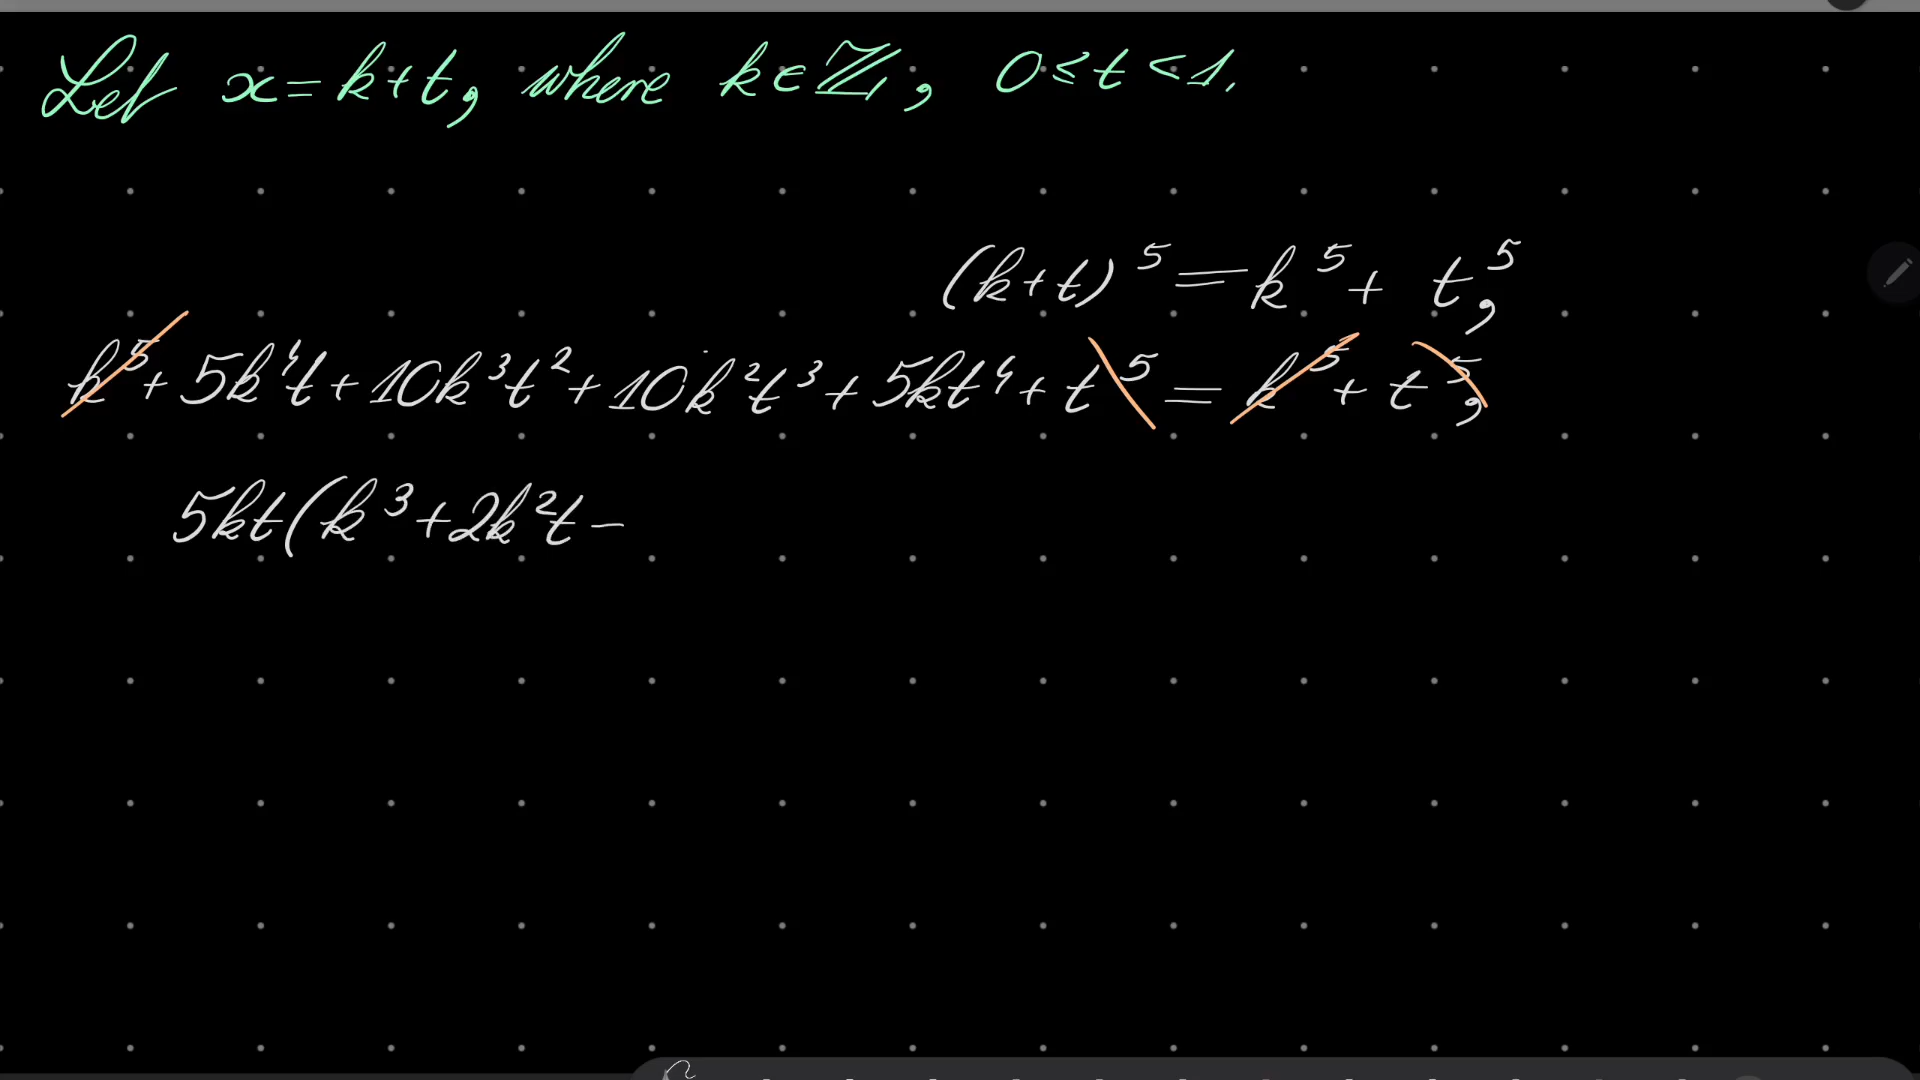 Let x = k + t, where k ∈ ℤ, 0 ≤ t < 1.
(k+t)⁵ = k⁵ + t⁵,
k⁵ + 5k⁴t + 10k³t² + 10k²t³ + 5kt⁴ + t⁵ = k⁵ + t⁵,
5kt(k³ + 2k²t –